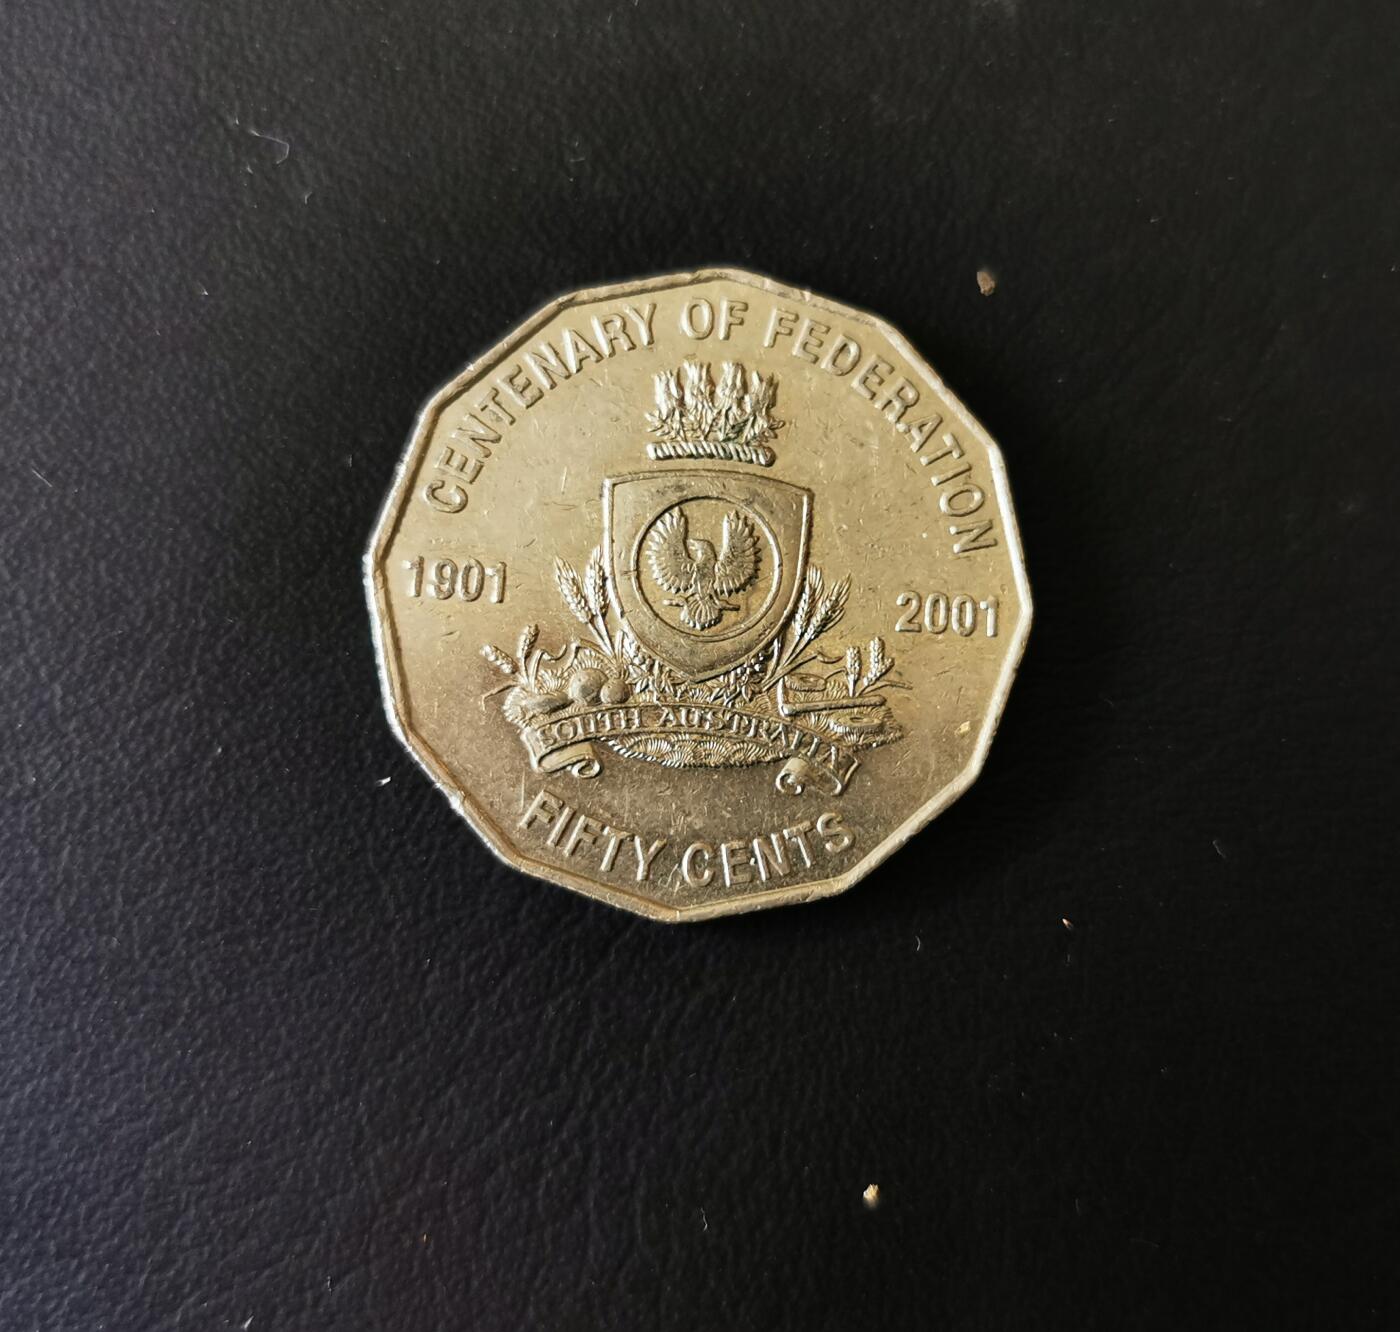 CENTENARY OF FEDERATION
1901
2001
SOUTH AUSTRALIA
FIFTY CENTS